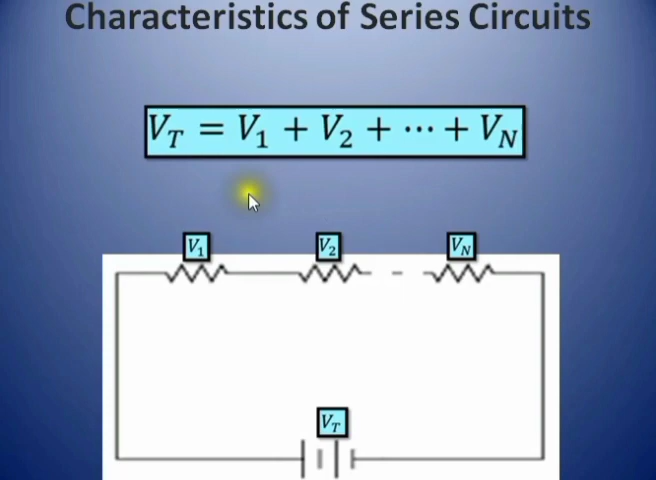 Characteristics of Series Circuits
V_T = V_1 + V_2 + ⋯ + V_N
V_1 V_2 V_N
V_T